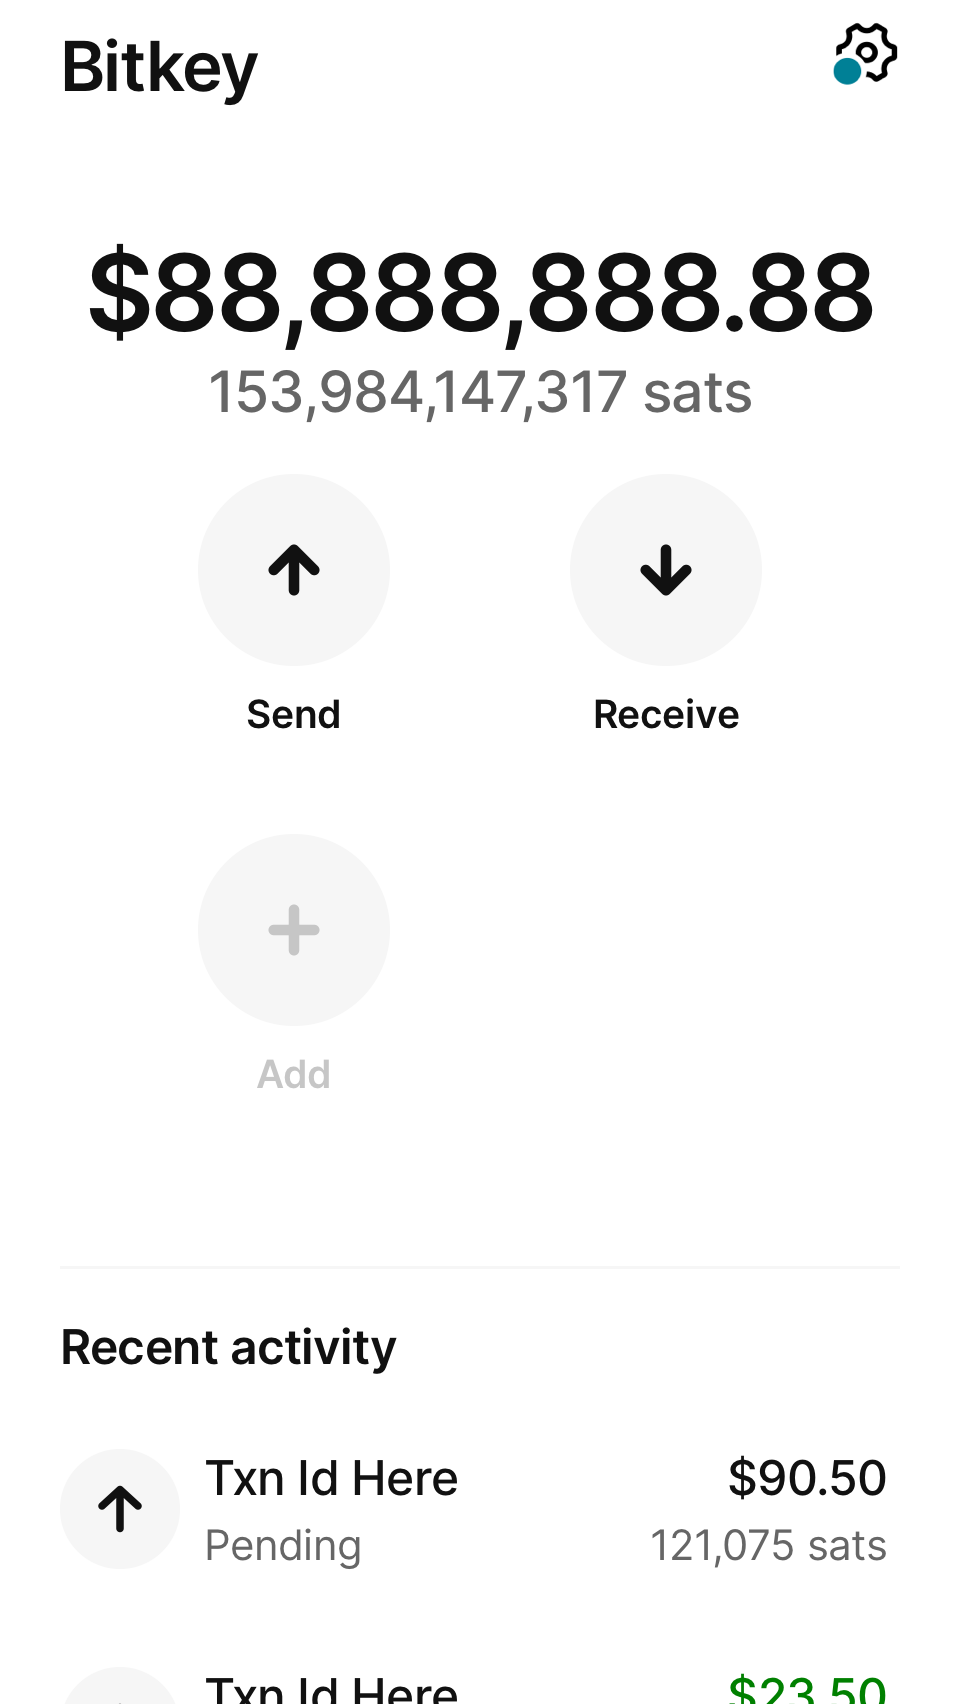 Bitkey
$88,888,888.88
153,984,147,317 sats
Send
Receive
Add
Recent activity
Txn Id Here
$90.50
Pending
121,075 sats
Txn Id Here
$23.50